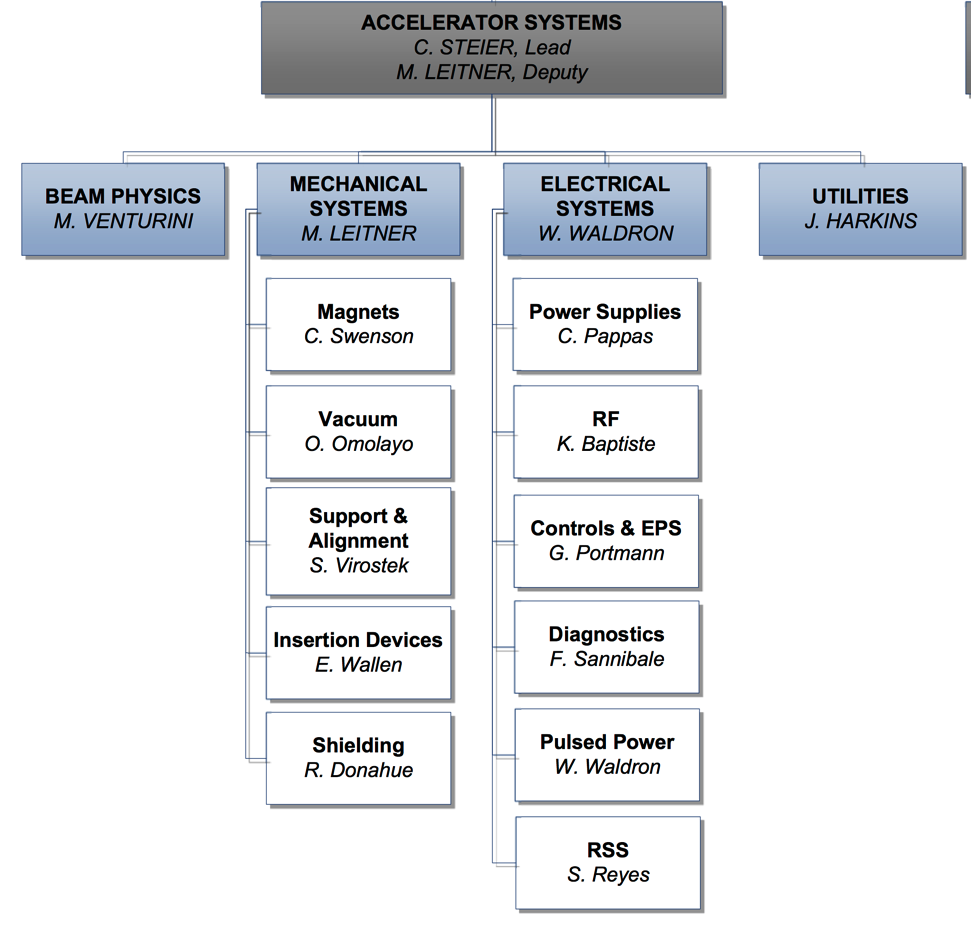 ACCELERATOR SYSTEMS
C. STEIER, Lead
M. LEITNER, Deputy
BEAM PHYSICS
M. VENTURINI
MECHANICAL
SYSTEMS
M. LEITNER
ELECTRICAL
SYSTEMS
W. WALDRON
UTILITIES
J. HARKINS
Magnets
C. Swenson
Vacuum
O. Omolayo
Support &
Alignment
S. Virostek
Insertion Devices
E. Wallen
Shielding
R. Donahue
Power Supplies
C. Pappas
RF
K. Baptiste
Controls & EPS
G. Portmann
Diagnostics
F. Sannibale
Pulsed Power
W. Waldron
RSS
S. Reyes